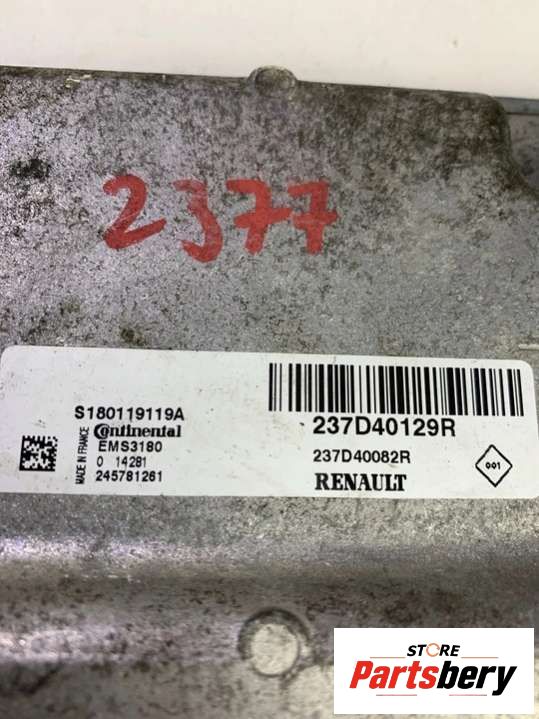 2377
S180119119A
Continental
EMS3180
0 14281
245781261
MADE IN FRANCE
237D40129R
237D40082R
RENAULT
001
STORE
Partsbery